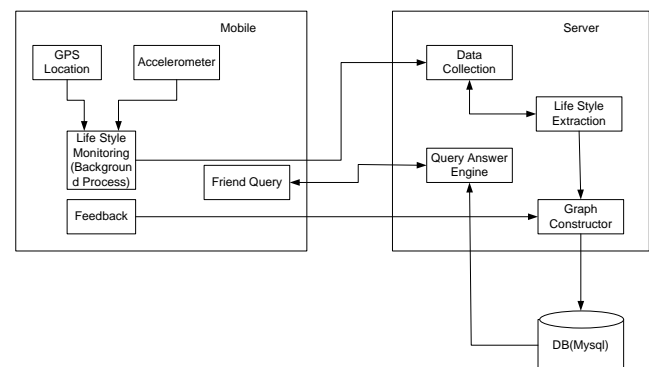 Mobile
GPS
Location
Accelerometer
Life Style
Monitoring
(Backgroun
d Process)
Friend Query
Feedback
Server
Data
Collection
Life Style
Extraction
Query Answer
Engine
Graph
Constructor
DB(Mysql)